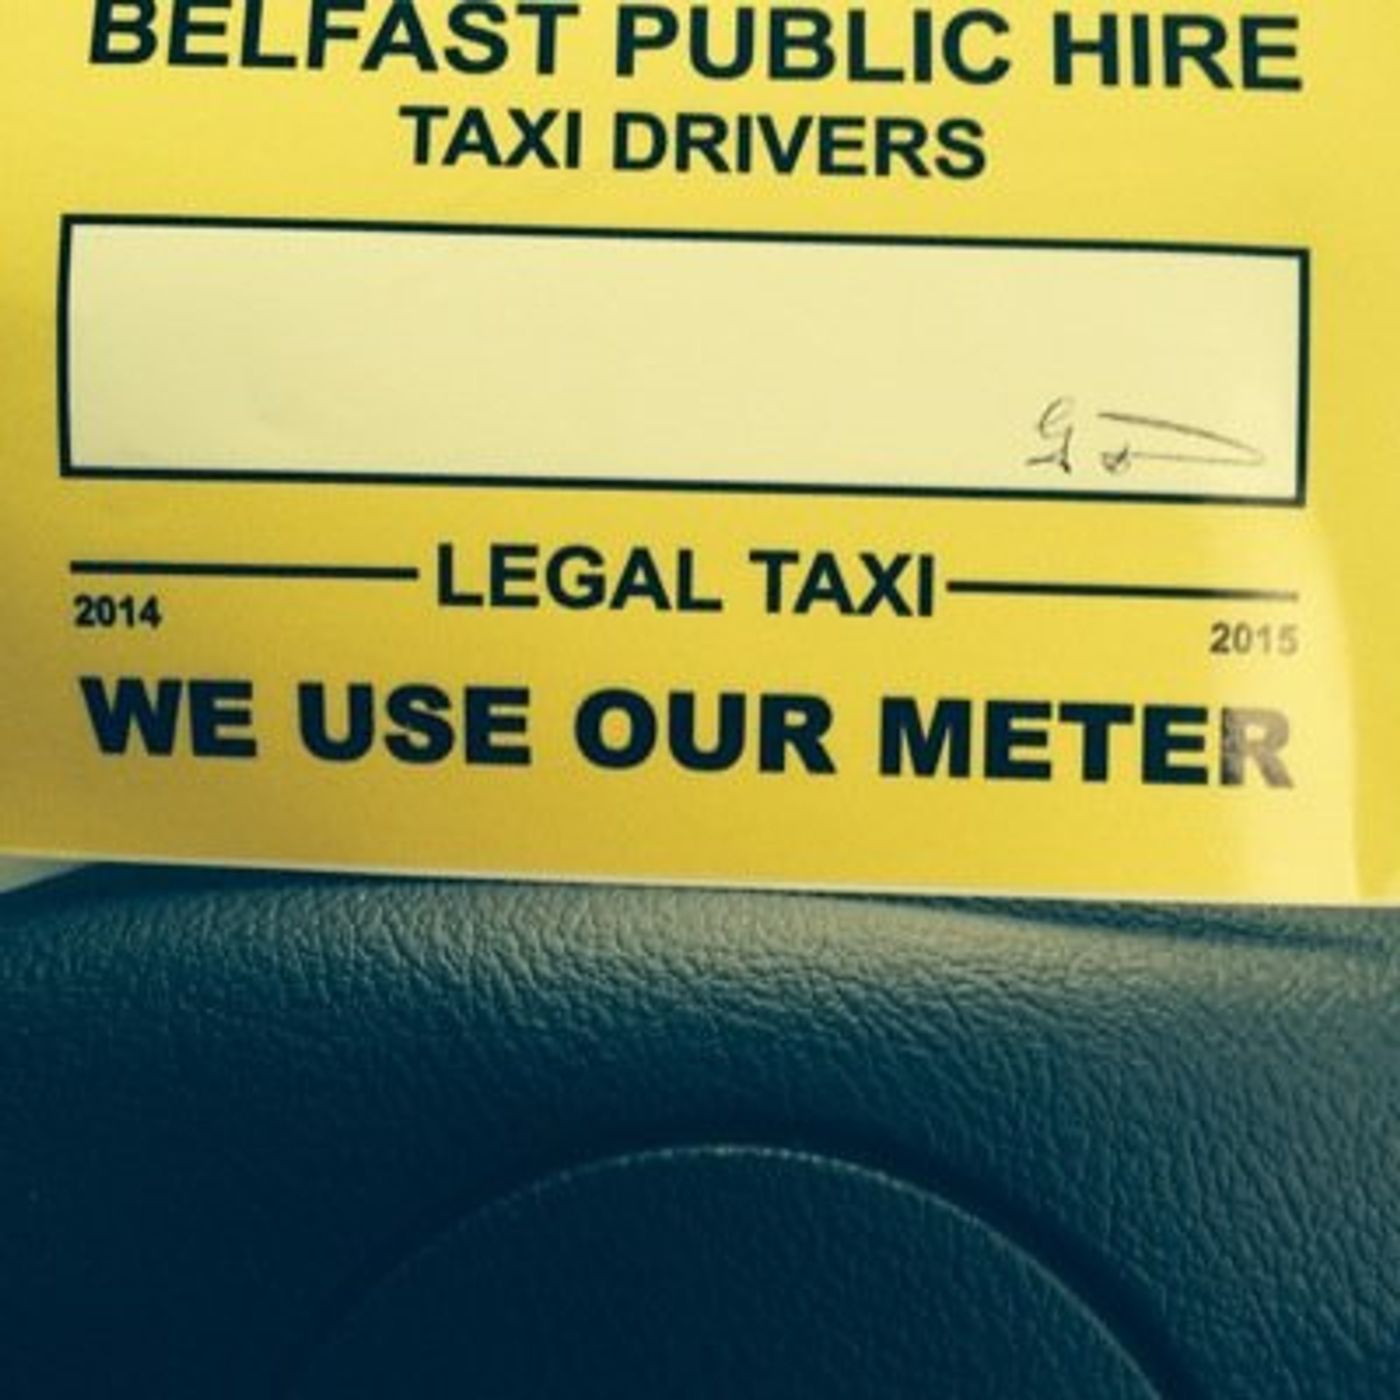 BELFAST PUBLIC HIRE
TAXI DRIVERS
LEGAL TAXI
2014 2015
WE USE OUR METER